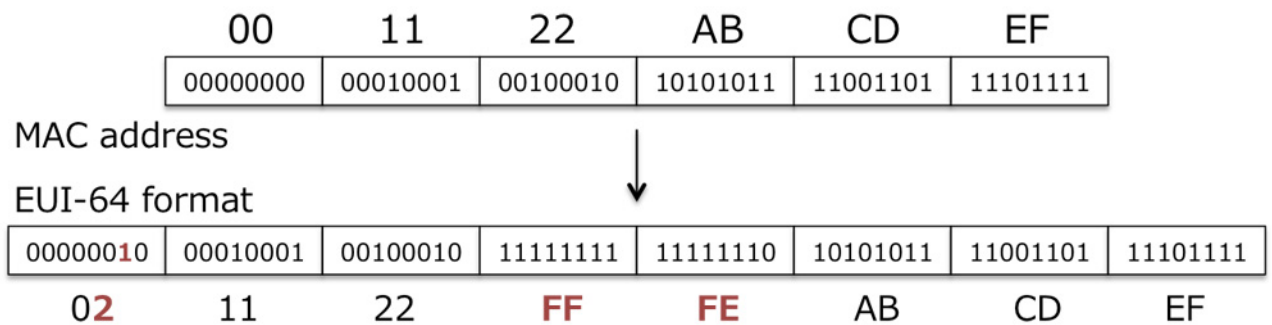 00 11 22 AB CD EF
00000000 00010001 00100010 10101011 11001101 11101111
MAC address
EUI-64 format
00000010 00010001 00100010 11111111 11111110 10101011 11001101 11101111
02 11 22 FF FE AB CD EF